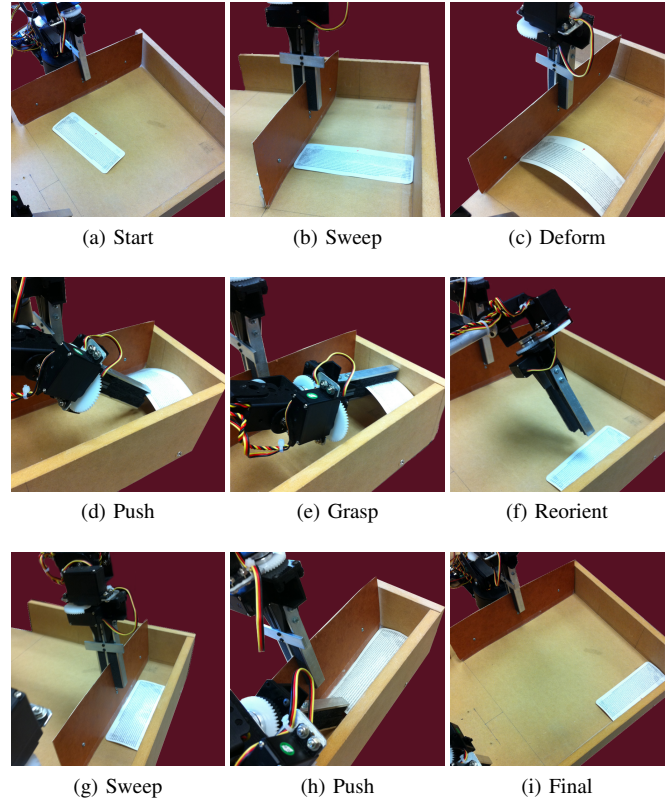 (a) Start
(b) Sweep
(c) Deform
(d) Push
(e) Grasp
(f) Reorient
(g) Sweep
(h) Push
(i) Final